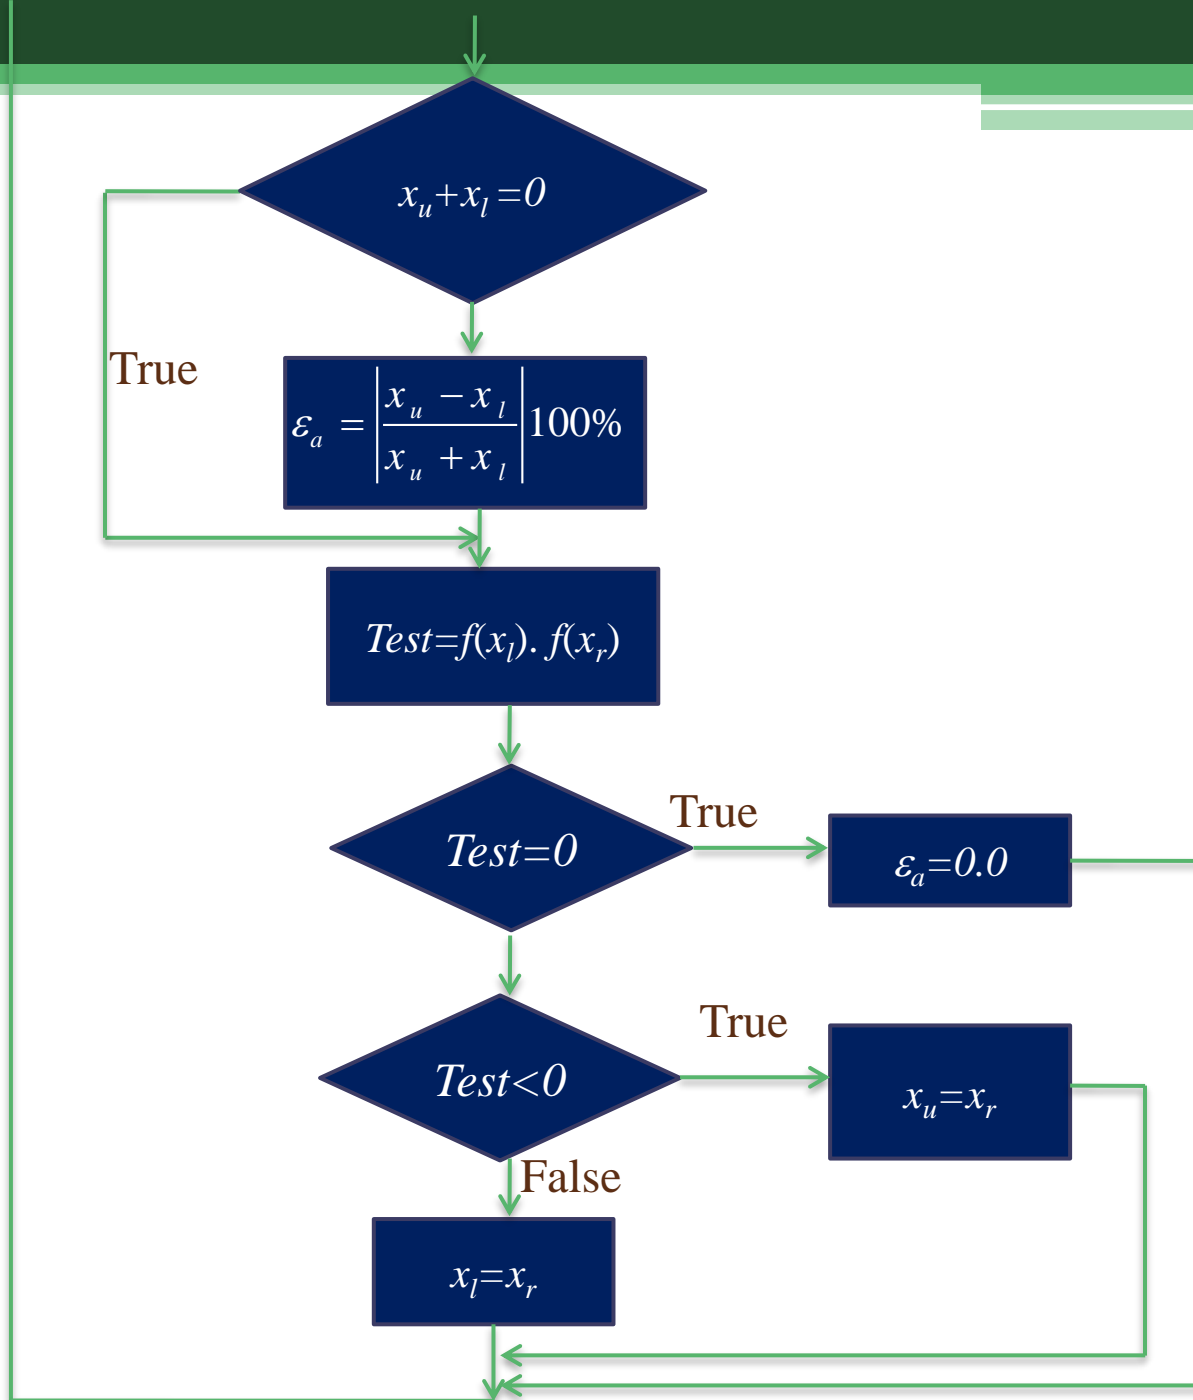 x_u+x_l=0
True
ε_a = |x_u − x_l / x_u + x_l| 100%
Test=f(x_l). f(x_r)
True
Test=0
ε_a=0.0
True
Test<0
x_u=x_r
False
x_l=x_r